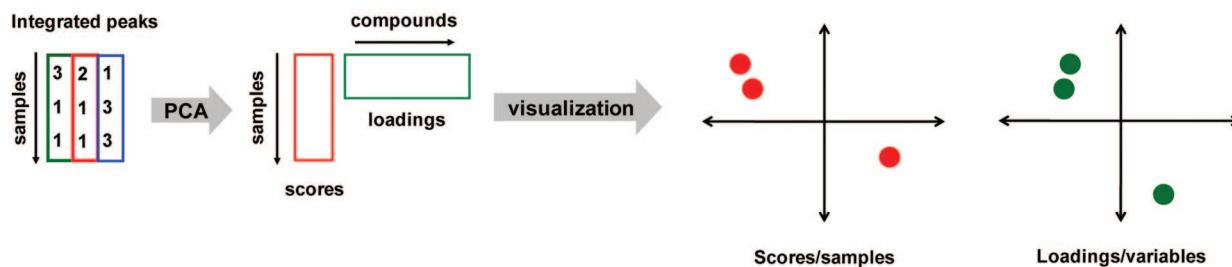 Integrated peaks
samples
3 2 1
1 1 3
1 1 3
PCA
samples
compounds
loadings
scores
visualization
Scores/samples
Loadings/variables